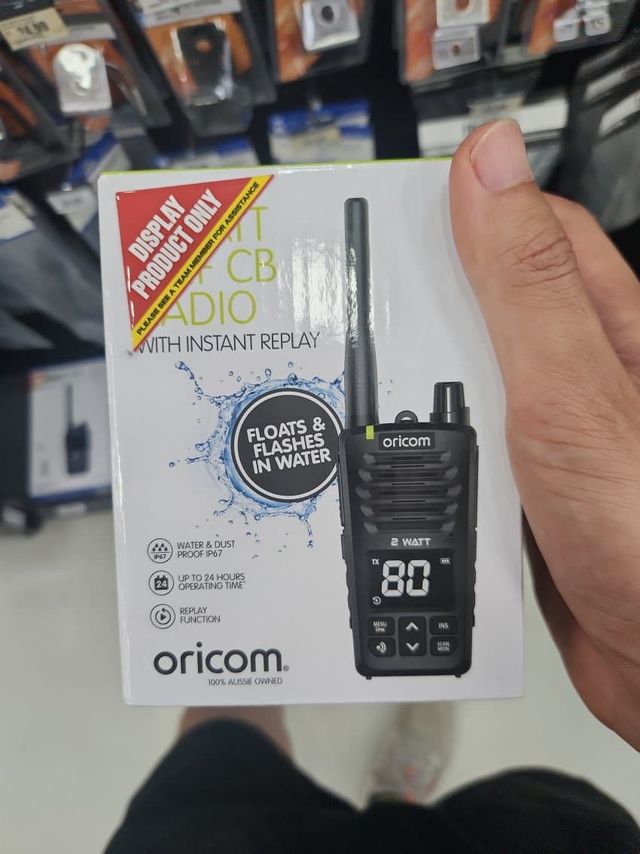 DISPLAY
PRODUCT ONLY
PLEASE SEE A TEAM MEMBER FOR ASSISTANCE
TT
CB
ADIO
WITH INSTANT REPLAY
FLOATS &
FLASHES
IN WATER
oricom
2 WATT
TX
80
MENU
INS
SCAN
MON
IP67
WATER & DUST
PROOF IP67
24
UP TO 24 HOURS
OPERATING TIME*
REPLAY
FUNCTION
oricom®
100% AUSSIE OWNED